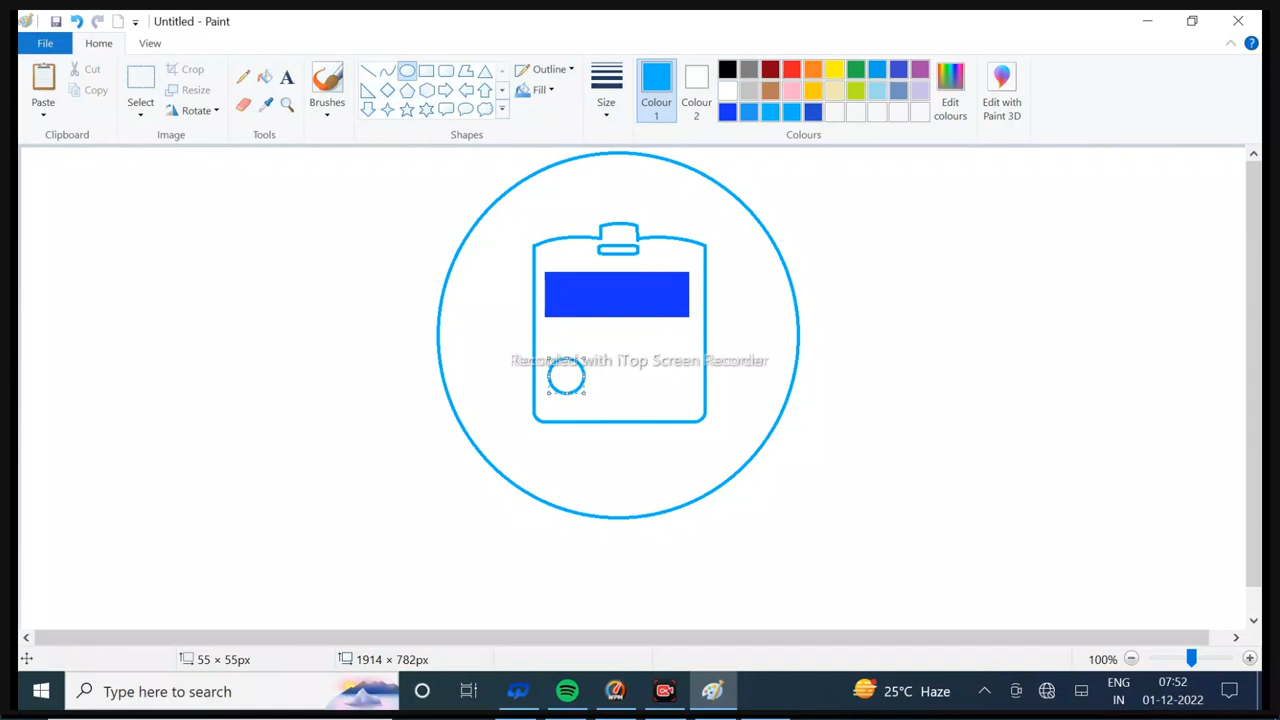 Untitled - Paint
File
Home
View
Paste
Cut
Copy
Clipboard
Select
Crop
Resize
Rotate
Image
Tools
Brushes
Shapes
Outline
Fill
Size
Colour 1
Colour 2
Edit colours
Colours
Edit with Paint 3D
Recorded with iTop Screen Recorder
55 × 55px
1914 × 782px
100%
Type here to search
WPM
25°C Haze
ENG
IN
07:52
01-12-2022